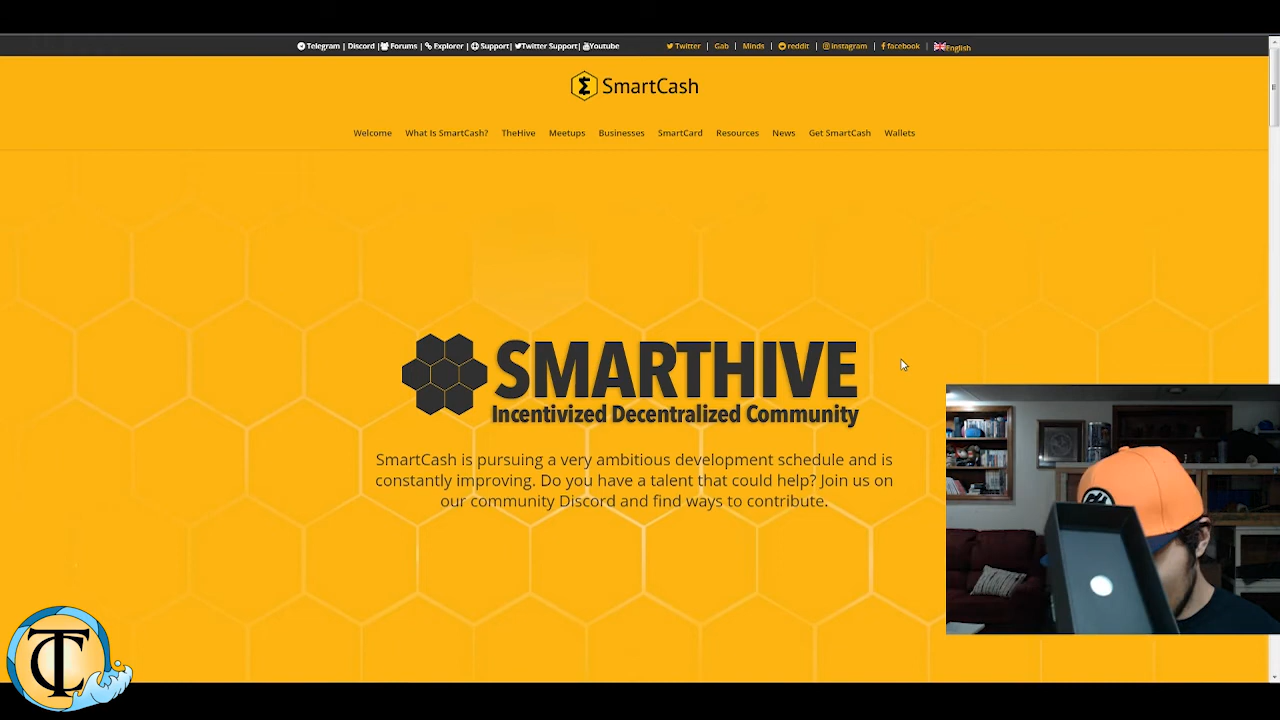 Telegram | Discord | Forums | Explorer | Support | Twitter Support | Youtube
Twitter | Gab | Minds | reddit | instagram | facebook | English
SmartCash
Welcome What Is SmartCash? TheHive Meetups Businesses SmartCard Resources News Get SmartCash Wallets
SMARTHIVE
Incentivized Decentralized Community
SmartCash is pursuing a very ambitious development schedule and is
constantly improving. Do you have a talent that could help? Join us on
our community Discord and find ways to contribute.
TC